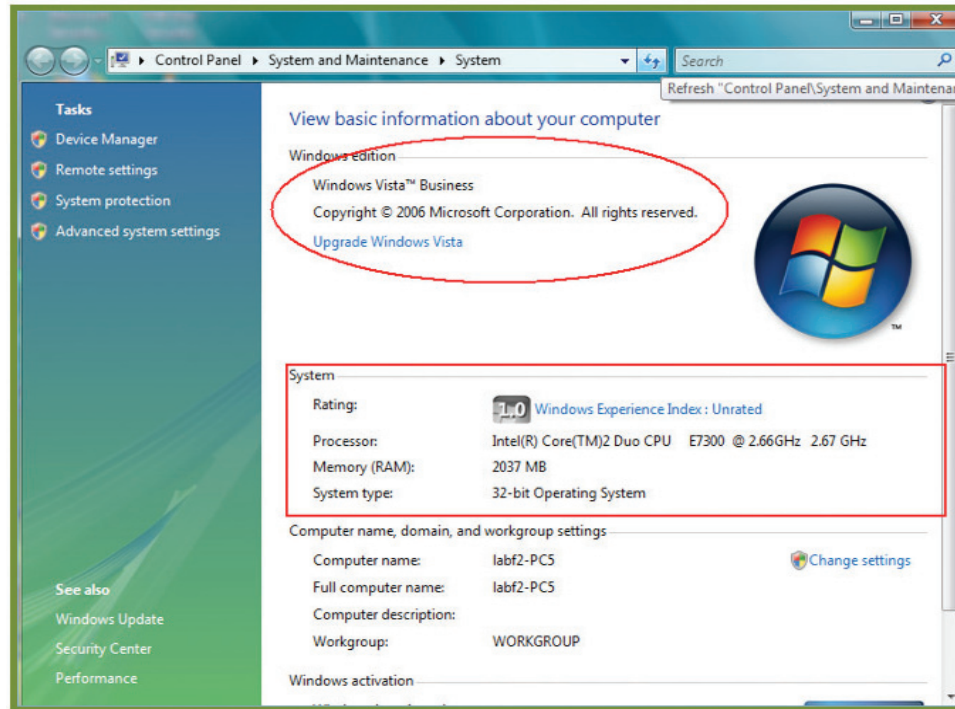 Control Panel ▸ System and Maintenance ▸ System
Search
Refresh "Control Panel\System and Maintenan
Tasks
Device Manager
Remote settings
System protection
Advanced system settings
See also
Windows Update
Security Center
Performance
View basic information about your computer
Windows edition
Windows Vista™ Business
Copyright © 2006 Microsoft Corporation. All rights reserved.
Upgrade Windows Vista
TM
System
Rating: 1.0 Windows Experience Index : Unrated
Processor: Intel(R) Core(TM)2 Duo CPU E7300 @ 2.66GHz 2.67 GHz
Memory (RAM): 2037 MB
System type: 32-bit Operating System
Computer name, domain, and workgroup settings
Computer name: labf2-PC5 Change settings
Full computer name: labf2-PC5
Computer description:
Workgroup: WORKGROUP
Windows activation